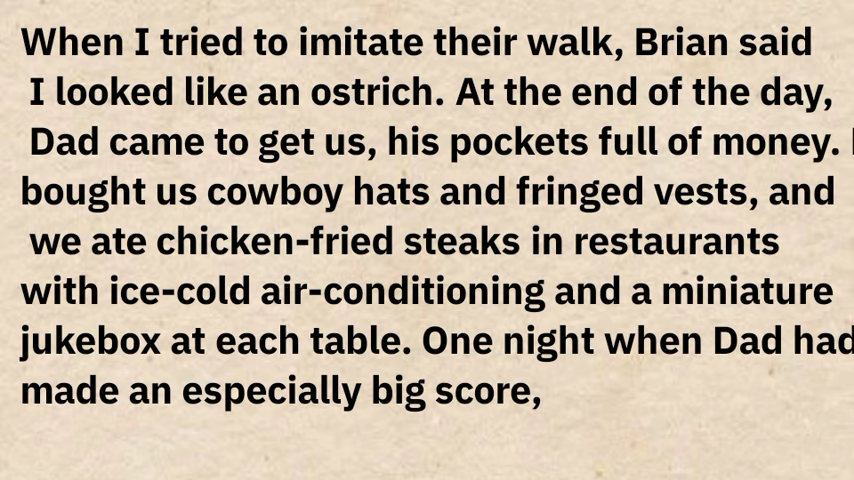 When I tried to imitate their walk, Brian said
I looked like an ostrich. At the end of the day,
Dad came to get us, his pockets full of money.
bought us cowboy hats and fringed vests, and
we ate chicken-fried steaks in restaurants
with ice-cold air-conditioning and a miniature
jukebox at each table. One night when Dad had
made an especially big score,